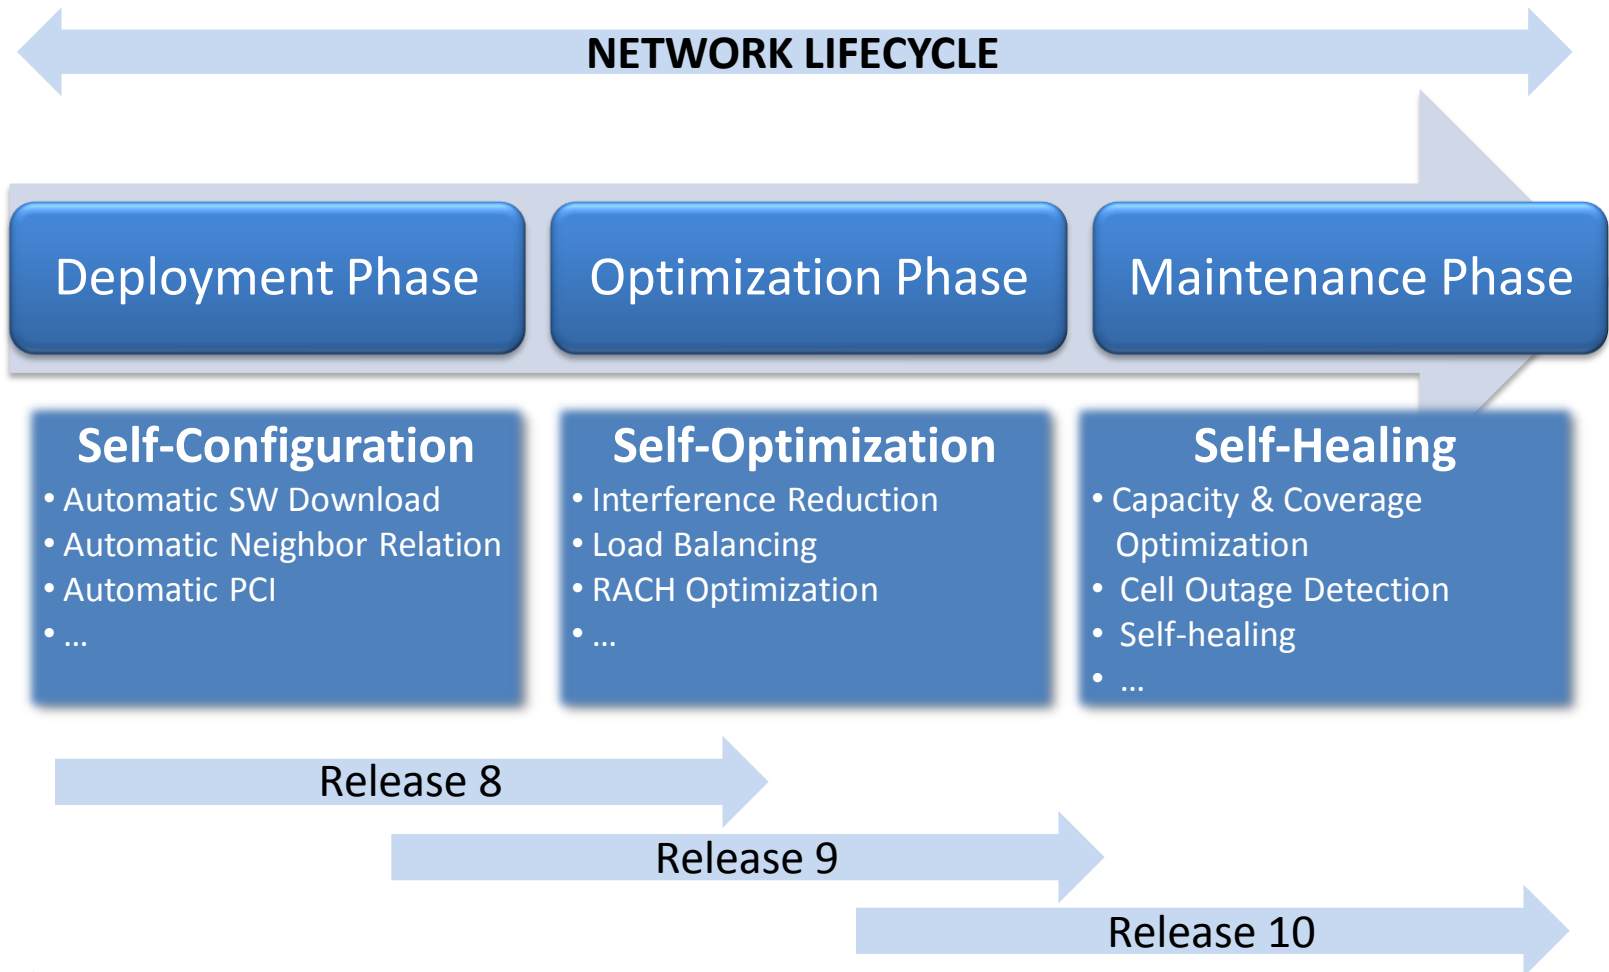 NETWORK LIFECYCLE
Deployment Phase
Optimization Phase
Maintenance Phase
Self-Configuration
• Automatic SW Download
• Automatic Neighbor Relation
• Automatic PCI
• ...
Self-Optimization
• Interference Reduction
• Load Balancing
• RACH Optimization
• ...
Self-Healing
• Capacity & Coverage
Optimization
• Cell Outage Detection
• Self-healing
• ...
Release 8
Release 9
Release 10